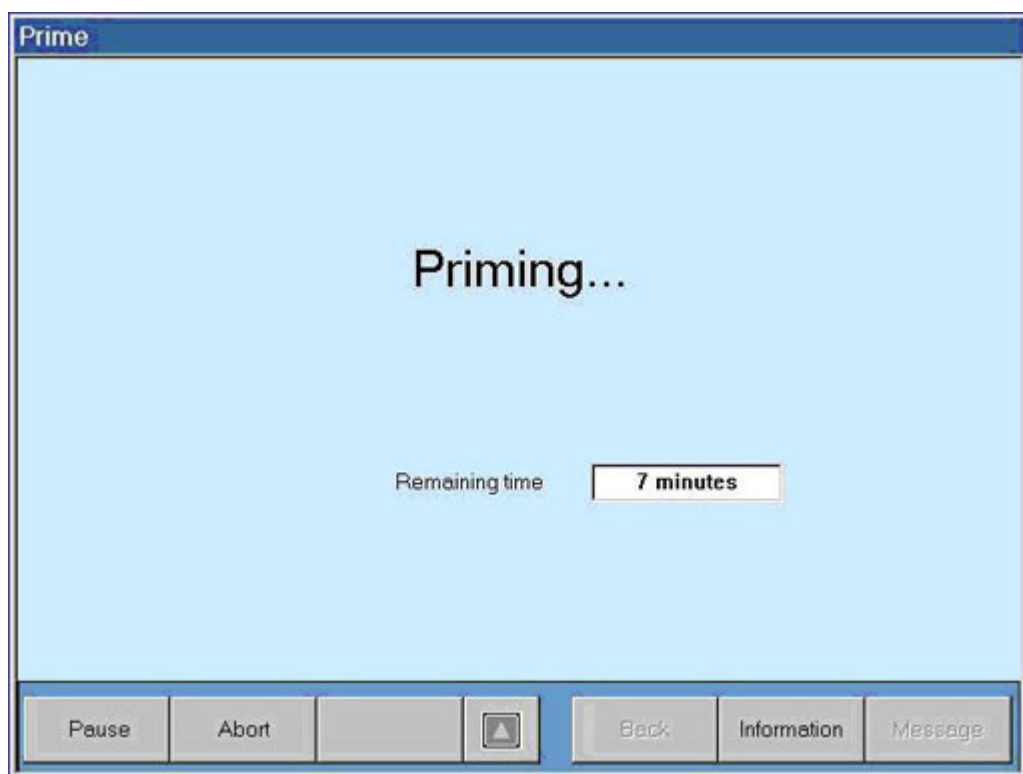 Prime
Priming...
Remaining time 7 minutes
Pause Abort Back Information Message